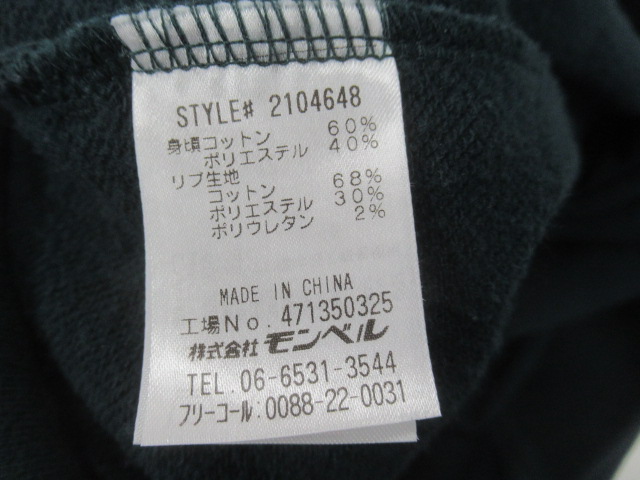 STYLE# 2104648
身頃コットン 60%
ポリエステル 40%
リブ生地
コットン 68%
ポリエステル 30%
ポリウレタン 2%
MADE IN CHINA
工場No. 471350325
株式会社 モンベル
TEL. 06-6531-3544
フリーコール:0088-22-0031